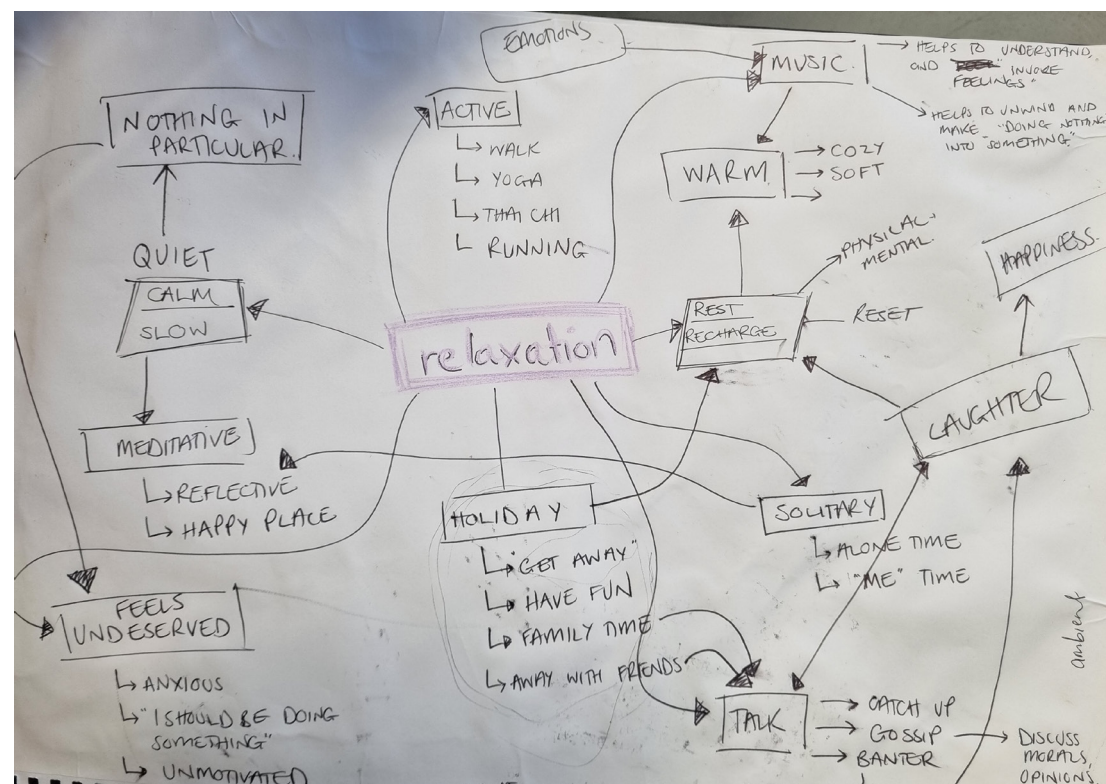 EMOTIONS
MUSIC
→ HELPS TO UNDERSTAND,
AND "INVOKE
FEELINGS"
→ HELPS TO UNWIND AND
MAKE "DOING NOTHING
INTO "SOMETHING"
NOTHING IN
PARTICULAR.
ACTIVE
↳ WALK
↳ YOGA
↳ THAI CHI
↳ RUNNING
WARM
→ COZY
→ SOFT
→
PHYSICAL
MENTAL.
HAPPINESS.
QUIET
CALM
SLOW
relaxation
REST
RECHARGE
RESET
LAUGHTER
MEDITATIVE
↳ REFLECTIVE
↳ HAPPY PLACE
HOLIDAY
↳ "GET AWAY"
↳ HAVE FUN
↳ FAMILY TIME
↳ AWAY WITH FRIENDS
SOLITARY
↳ ALONE TIME
↳ "ME" TIME
FEELS
UNDESERVED
↳ ANXIOUS
↳ "I SHOULD BE DOING
SOMETHING"
↳ UNMOTIVATED
ambient
TALK
→ CATCH UP
→ GOSSIP → DISCUSS
MORALS,
OPINIONS
→ BANTER